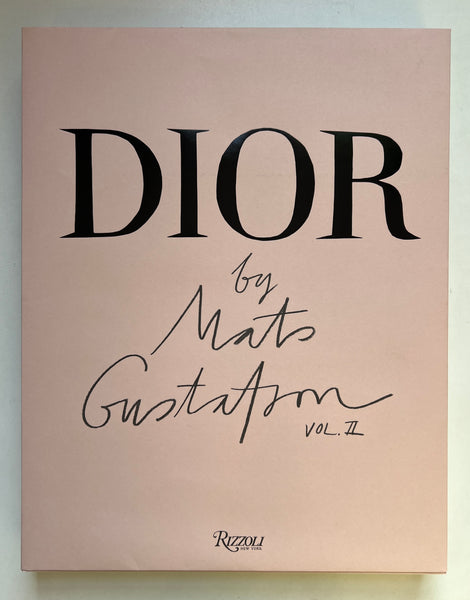 DIOR
by
Mats
Gustafson
VOL. II
RIZZOLI
NEW YORK